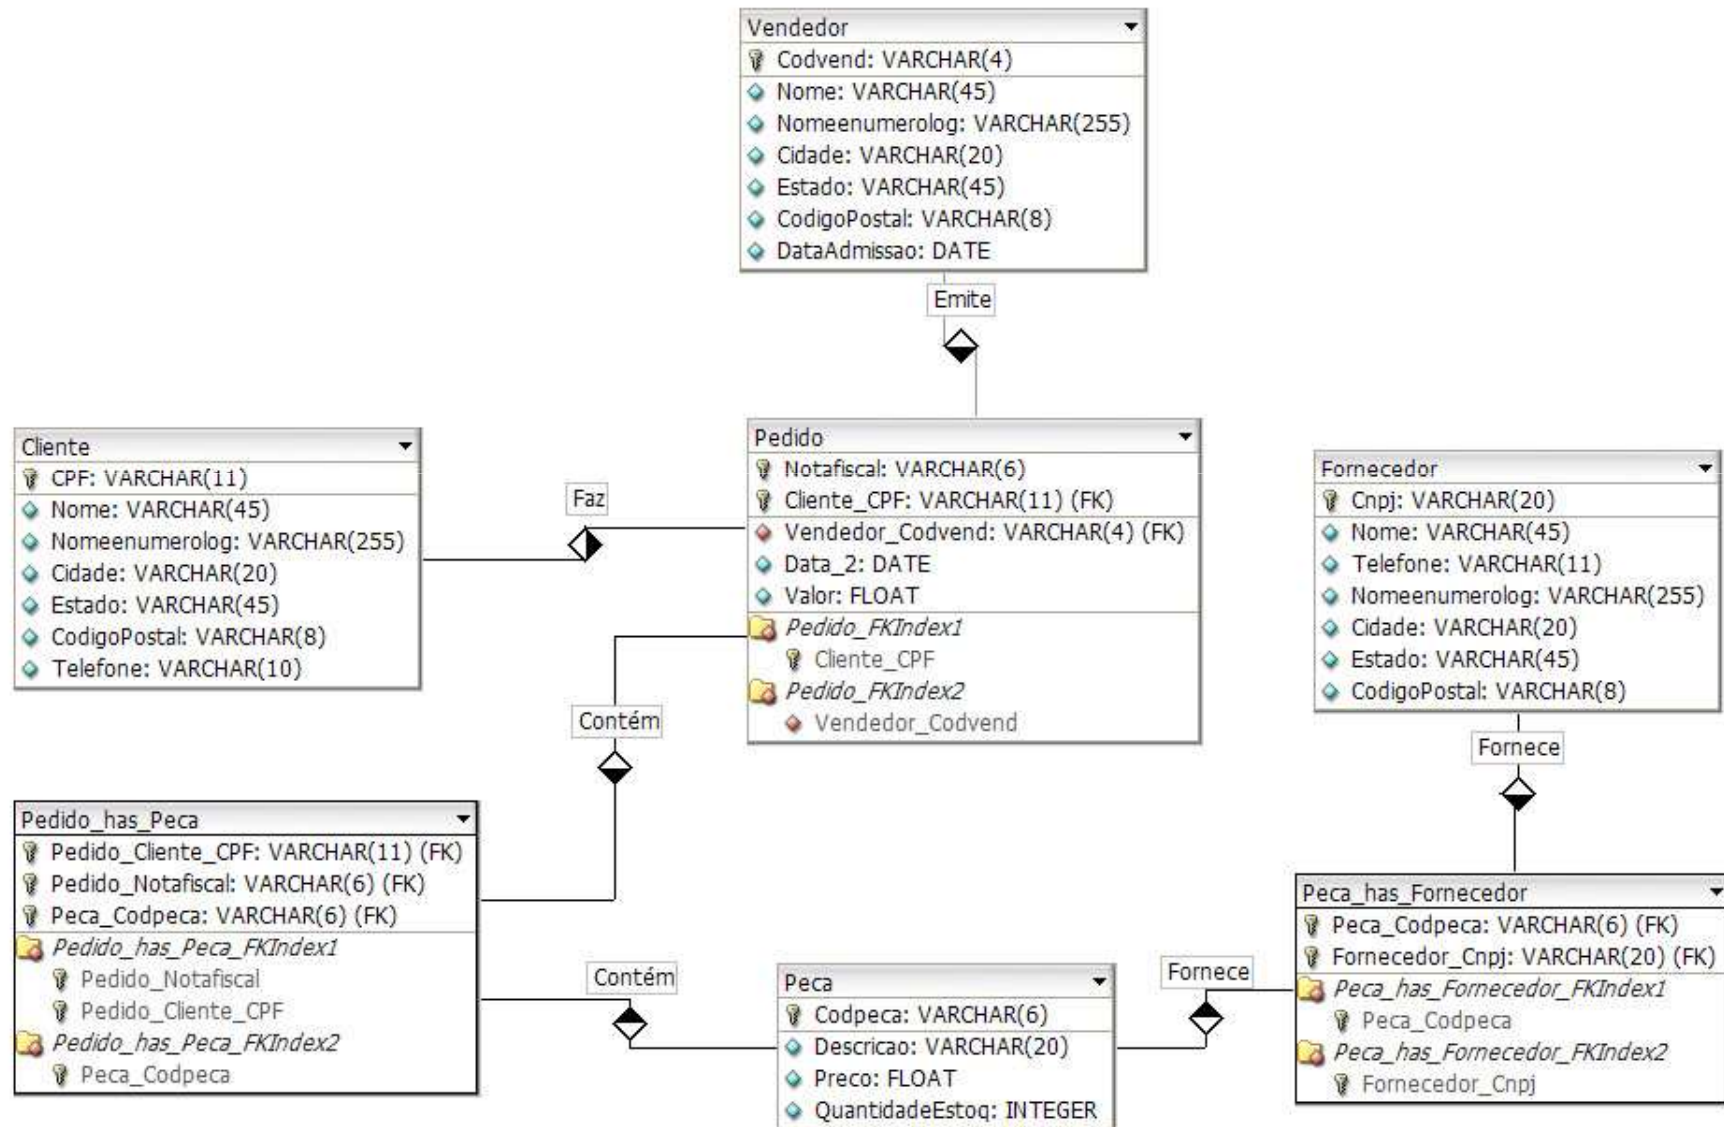 Vendedor
Codvend: VARCHAR(4)
Nome: VARCHAR(45)
Nomeenumerolog: VARCHAR(255)
Cidade: VARCHAR(20)
Estado: VARCHAR(45)
CodigoPostal: VARCHAR(8)
DataAdmissao: DATE
Emite
Cliente
CPF: VARCHAR(11)
Nome: VARCHAR(45)
Nomeenumerolog: VARCHAR(255)
Cidade: VARCHAR(20)
Estado: VARCHAR(45)
CodigoPostal: VARCHAR(8)
Telefone: VARCHAR(10)
Faz
Pedido
Notafiscal: VARCHAR(6)
Cliente_CPF: VARCHAR(11) (FK)
Vendedor_Codvend: VARCHAR(4) (FK)
Data_2: DATE
Valor: FLOAT
Pedido_FKIndex1
Cliente_CPF
Pedido_FKIndex2
Vendedor_Codvend
Fornecedor
Cnpj: VARCHAR(20)
Nome: VARCHAR(45)
Telefone: VARCHAR(11)
Nomeenumerolog: VARCHAR(255)
Cidade: VARCHAR(20)
Estado: VARCHAR(45)
CodigoPostal: VARCHAR(8)
Contém
Fornece
Pedido_has_Peca
Pedido_Cliente_CPF: VARCHAR(11) (FK)
Pedido_Notafiscal: VARCHAR(6) (FK)
Peca_Codpeca: VARCHAR(6) (FK)
Pedido_has_Peca_FKIndex1
Pedido_Notafiscal
Pedido_Cliente_CPF
Pedido_has_Peca_FKIndex2
Peca_Codpeca
Contém
Peca
Codpeca: VARCHAR(6)
Descricao: VARCHAR(20)
Preco: FLOAT
QuantidadeEstoq: INTEGER
Fornece
Peca_has_Fornecedor
Peca_Codpeca: VARCHAR(6) (FK)
Fornecedor_Cnpj: VARCHAR(20) (FK)
Peca_has_Fornecedor_FKIndex1
Peca_Codpeca
Peca_has_Fornecedor_FKIndex2
Fornecedor_Cnpj